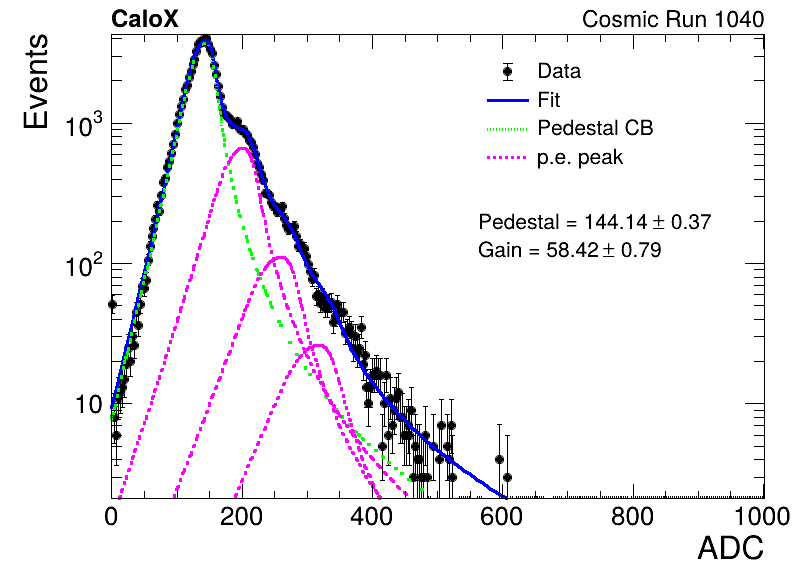 CaloX Cosmic Run 1040
Events
Data
Fit
Pedestal CB
p.e. peak
Pedestal = 144.14 ± 0.37
Gain = 58.42 ± 0.79
10³
10²
10
0 200 400 600 800 1000
ADC